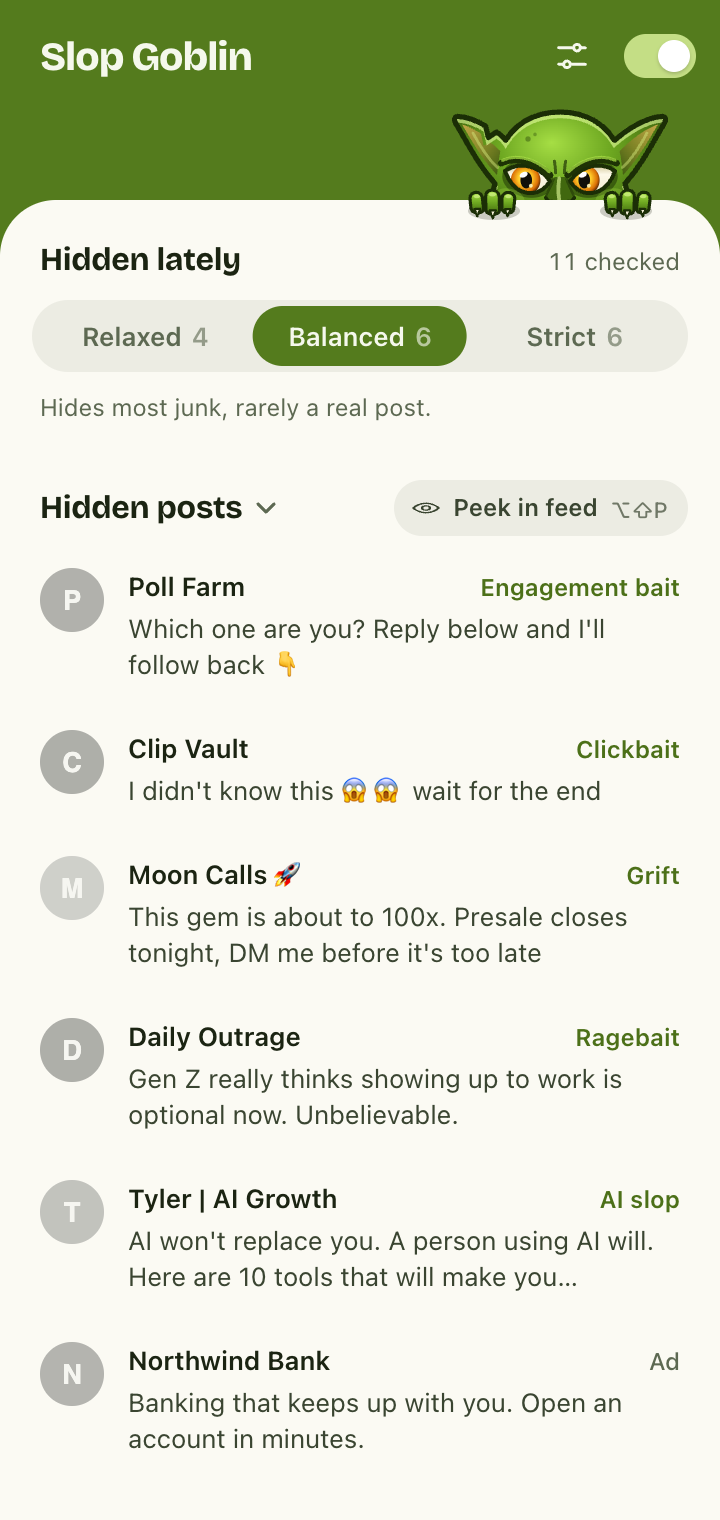 Slop Goblin
Hidden lately
11 checked
Relaxed 4
Balanced 6
Strict 6
Hides most junk, rarely a real post.
Hidden posts
Peek in feed ⌥⇧P
P
Poll Farm
Engagement bait
Which one are you? Reply below and I'll
follow back 👇
C
Clip Vault
Clickbait
I didn't know this 😱😱 wait for the end
M
Moon Calls 🚀
Grift
This gem is about to 100x. Presale closes
tonight, DM me before it's too late
D
Daily Outrage
Ragebait
Gen Z really thinks showing up to work is
optional now. Unbelievable.
T
Tyler | AI Growth
AI slop
AI won't replace you. A person using AI will.
Here are 10 tools that will make you...
N
Northwind Bank
Ad
Banking that keeps up with you. Open an
account in minutes.